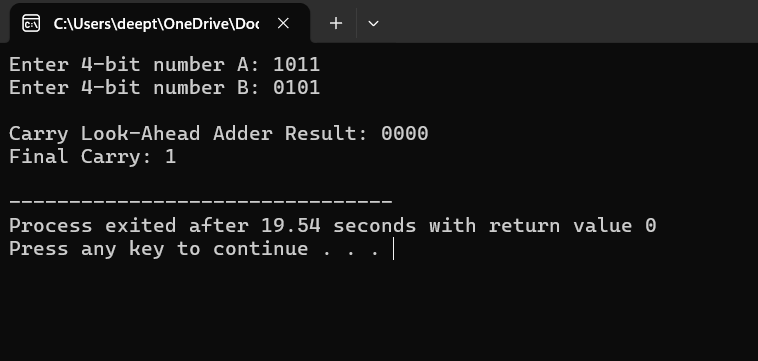 C:\Users\deept\OneDrive\Doc
Enter 4-bit number A: 1011
Enter 4-bit number B: 0101
Carry Look-Ahead Adder Result: 0000
Final Carry: 1
--------------------------------
Process exited after 19.54 seconds with return value 0
Press any key to continue . . .